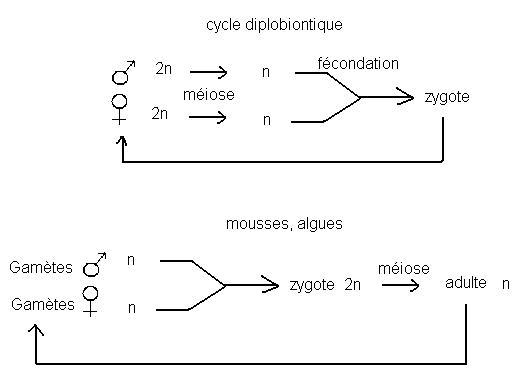 cycle diplobiontique
♂ 2n n fécondation
méiose zygote
♀ 2n n
mousses, algues
Gamètes ♂ n
zygote 2n méiose adulte n
Gamètes ♀ n